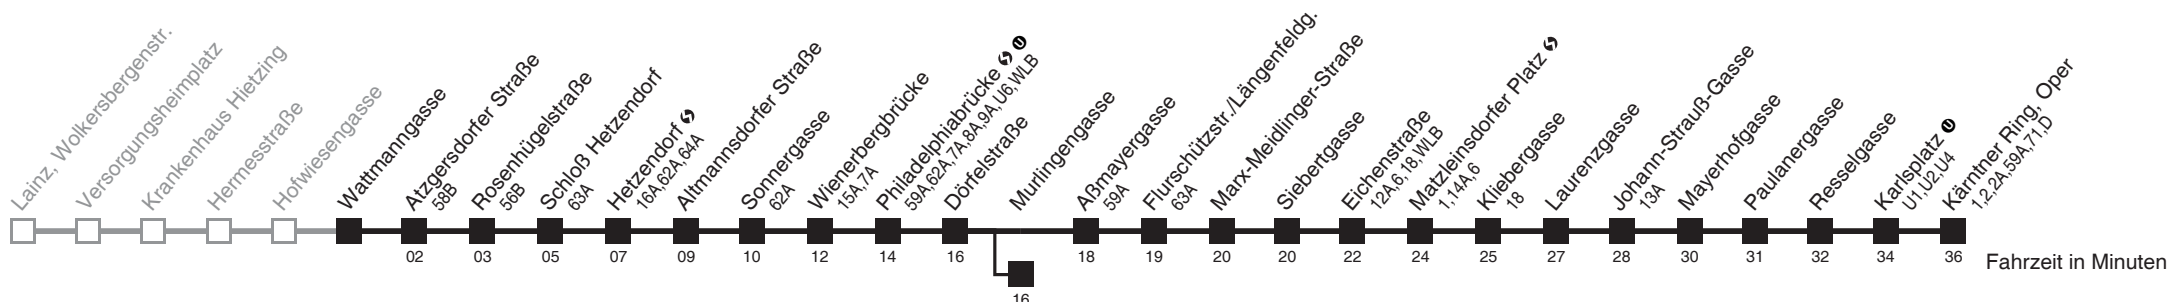 Lainz, Wolkersbergenstr.
Versorgungsheimplatz
Krankenhaus Hietzing
Hermesstraße
Hofwiesengasse
Wattmanngasse
Atzgersdorfer Straße
58B
Rosenhügelstraße
56B
Schloß Hetzendorf
63A
Hetzendorf
16A,62A,64A
Altmannsdorfer Straße
Sonnergasse
62A
Wienerbergbrücke
15A,7A
Philadelphiabrücke U
59A,62A,7A,8A,9A,U6,WLB
Dörfelstraße
Murlingengasse
Aßmayergasse
59A
Flurschützstr./Längenfeldg.
63A
Marx-Meidlinger-Straße
Siebertgasse
Eichenstraße
12A,6,18,WLB
Matzleinsdorfer Platz
1,14A,6
Kliebergasse
18
Laurenzgasse
Johann-Strauß-Gasse
13A
Mayerhofgasse
Paulanergasse
Resselgasse
Karlsplatz U
U1,U2,U4
Kärntner Ring, Oper
1,2,2A,59A,71,D
02 03 05 07 09 10 12 14 16 18 19 20 20 22 24 25 27 28 30 31 32 34 36
Fahrzeit in Minuten
16